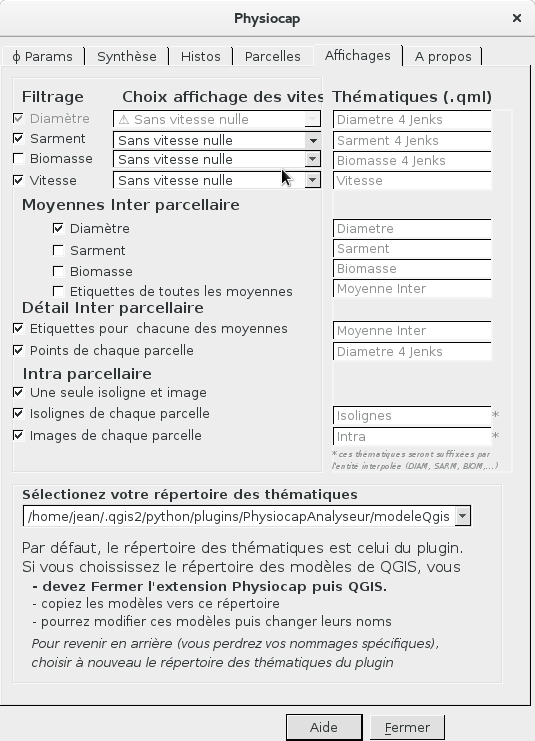 Physiocap
ϕ Params Synthèse Histos Parcelles Affichages A propos
Filtrage Choix affichage des vites Thématiques (.qml)
Diamètre ⚠ Sans vitesse nulle Diametre 4 Jenks
Sarment Sans vitesse nulle Sarment 4 Jenks
Biomasse Sans vitesse nulle Biomasse 4 Jenks
Vitesse Sans vitesse nulle Vitesse
Moyennes Inter parcellaire
Diamètre Diametre
Sarment Sarment
Biomasse Biomasse
Etiquettes de toutes les moyennes Moyenne Inter
Détail Inter parcellaire
Etiquettes pour chacune des moyennes Moyenne Inter
Points de chaque parcelle Diametre 4 Jenks
Intra parcellaire
Une seule isoligne et image
Isolignes de chaque parcelle Isolignes *
Images de chaque parcelle Intra *
* ces thématiques seront suffixées par
l'entité interpolée (DIAM, SARM, BIOM,...)
Sélectionez votre répertoire des thématiques
/home/jean/.qgis2/python/plugins/PhysiocapAnalyseur/modeleQgis
Par défaut, le répertoire des thématiques est celui du plugin.
Si vous choississez le répertoire des modèles de QGIS, vous
- devez Fermer l'extension Physiocap puis QGIS.
- copiez les modèles vers ce répertoire
- pourrez modifier ces modèles puis changer leurs noms
Pour revenir en arrière (vous perdrez vos nommages spécifiques),
choisir à nouveau le répertoire des thématiques du plugin
Aide Fermer